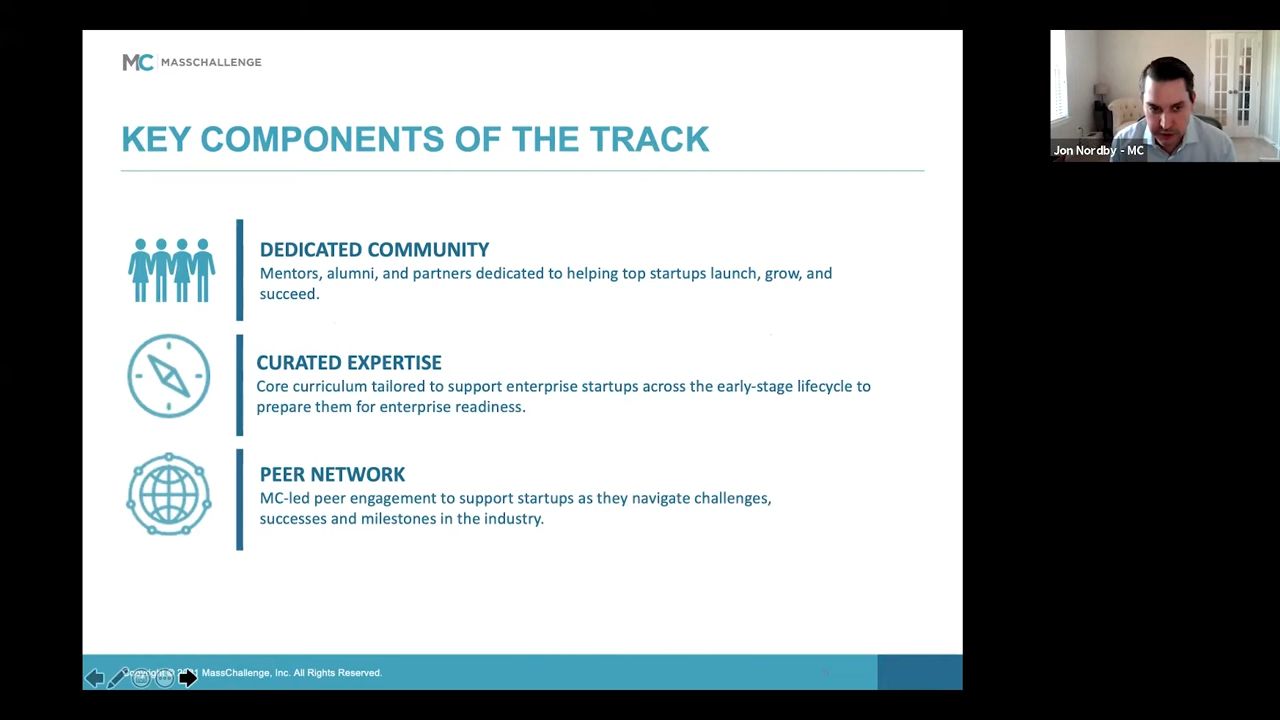 MC MASSCHALLENGE
KEY COMPONENTS OF THE TRACK
DEDICATED COMMUNITY
Mentors, alumni, and partners dedicated to helping top startups launch, grow, and
succeed.
CURATED EXPERTISE
Core curriculum tailored to support enterprise startups across the early-stage lifecycle to
prepare them for enterprise readiness.
PEER NETWORK
MC-led peer engagement to support startups as they navigate challenges,
successes and milestones in the industry.
Copyright © MassChallenge, Inc. All Rights Reserved.
Jon Nordby - MC